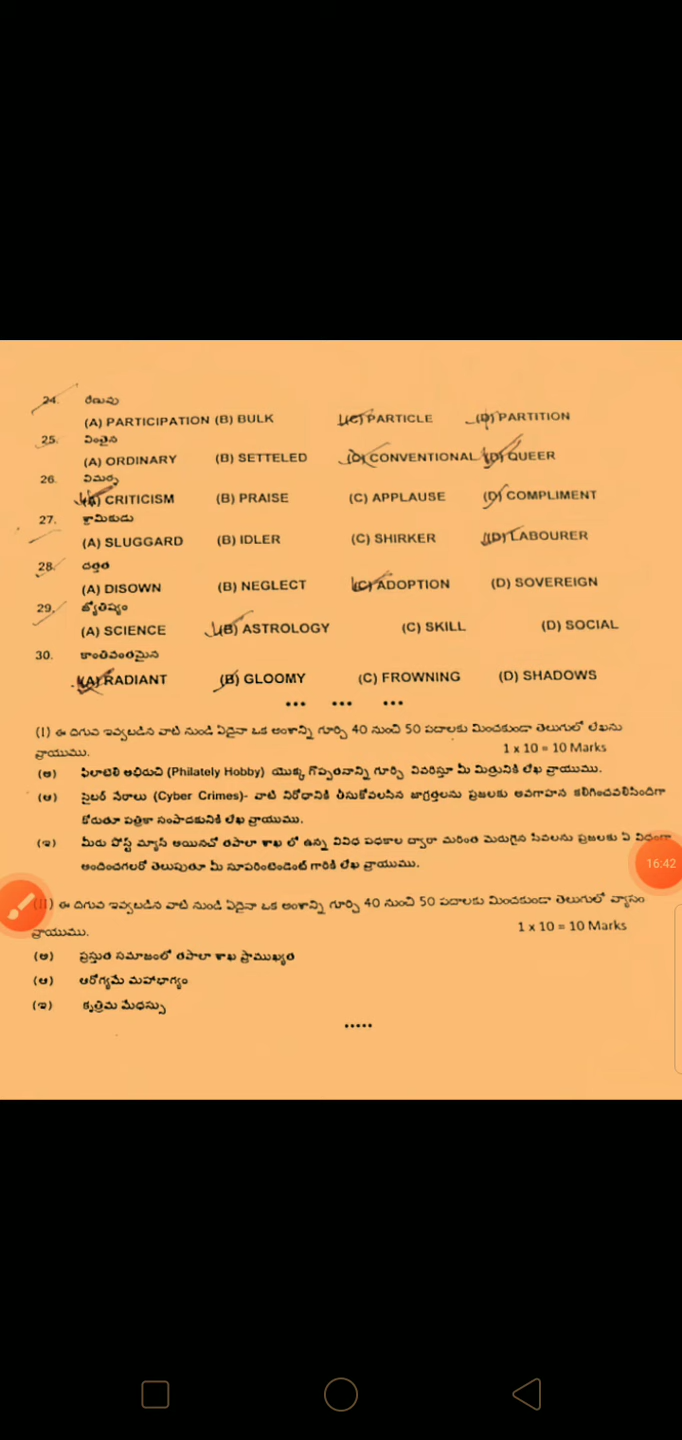 24. రేణువు
(A) PARTICIPATION (B) BULK (C) PARTICLE (D) PARTITION
25. వింతైన
(A) ORDINARY (B) SETTELED (C) CONVENTIONAL (D) QUEER
26. విమర్శ
(A) CRITICISM (B) PRAISE (C) APPLAUSE (D) COMPLIMENT
27. శ్రామికుడు
(A) SLUGGARD (B) IDLER (C) SHIRKER (D) LABOURER
28. దత్తత
(A) DISOWN (B) NEGLECT (C) ADOPTION (D) SOVEREIGN
29. జ్యోతిష్యం
(A) SCIENCE (B) ASTROLOGY (C) SKILL (D) SOCIAL
30. కాంతివంతమైన
(A) RADIANT (B) GLOOMY (C) FROWNING (D) SHADOWS
••• ••• •••
(I) ఈ దిగువ ఇవ్వబడిన వాటి నుండి ఏదైనా ఒక అంశాన్ని గూర్చి 40 నుంచి 50 పదాలకు మించకుండా తెలుగులో లేఖను
వ్రాయుము. 1 x 10 = 10 Marks
(అ) ఫిలాటెలి అభిరుచి (Philately Hobby) యొక్క గొప్పతనాన్ని గూర్చి వివరిస్తూ మీ మిత్రునికి లేఖ వ్రాయుము.
(ఆ) సైబర్ నేరాలు (Cyber Crimes)- వాటి నిరోధానికి తీసుకోవలసిన జాగ్రత్తలను ప్రజలకు అవగాహన కలిగించవలసిందిగా
కోరుతూ పత్రికా సంపాదకునికి లేఖ వ్రాయుము.
(ఇ) మీరు పోస్ట్ మ్యాన్ అయినచో తపాలా శాఖ లో ఉన్న వివిధ పథకాల ద్వారా మరింత మెరుగైన సేవలను ప్రజలకు ఏ విధంగా
అందించగలరో తెలుపుతూ మీ సూపరింటెండెంట్ గారికి లేఖ వ్రాయుము.
16:42
(II) ఈ దిగువ ఇవ్వబడిన వాటి నుండి ఏదైనా ఒక అంశాన్ని గూర్చి 40 నుంచి 50 పదాలకు మించకుండా తెలుగులో వ్యాసం
వ్రాయుము. 1 x 10 = 10 Marks
(అ) ప్రస్తుత సమాజంలో తపాలా శాఖ ప్రాముఖ్యత
(ఆ) ఆరోగ్యమే మహాభాగ్యం
(ఇ) కృత్రిమ మేధస్సు
•••••